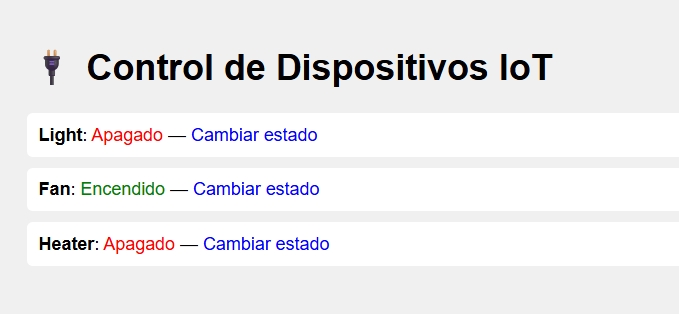 Control de Dispositivos IoT
Light: Apagado — Cambiar estado
Fan: Encendido — Cambiar estado
Heater: Apagado — Cambiar estado